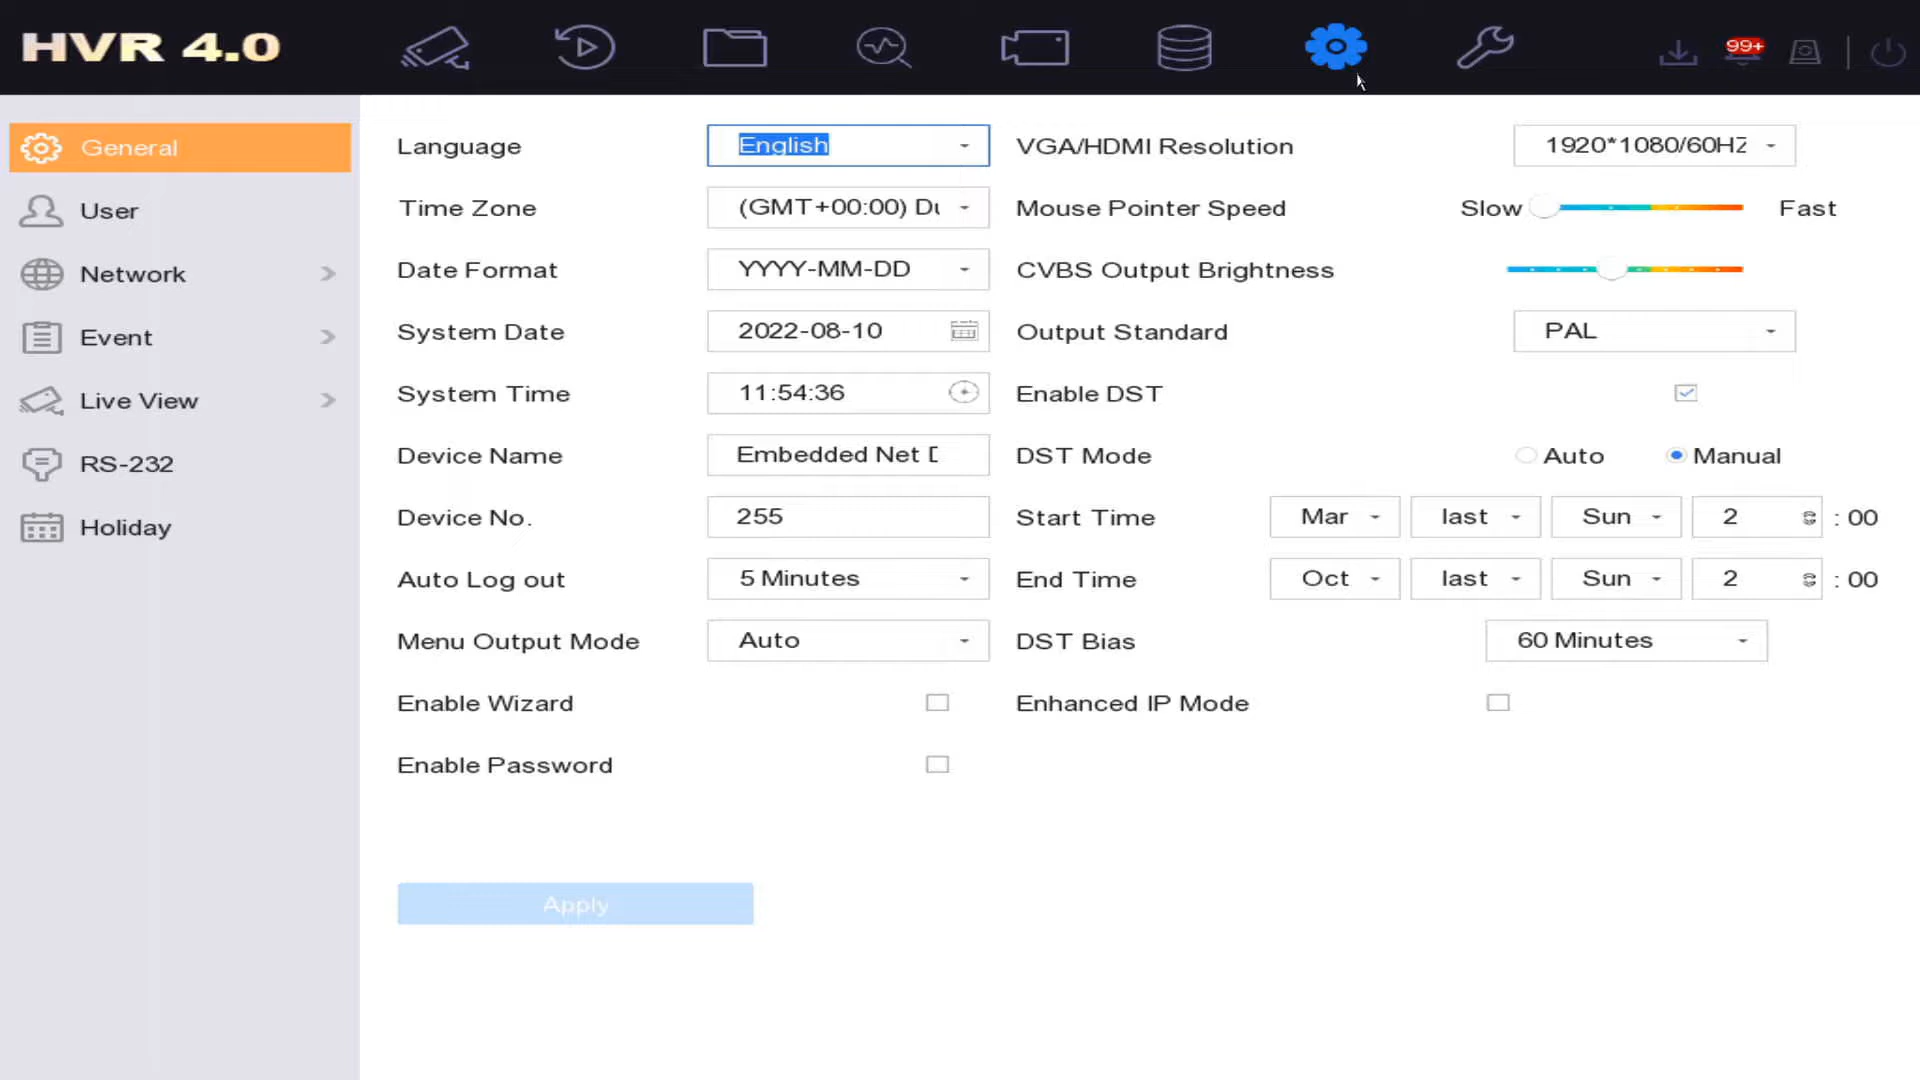 HVR 4.0
99+
General
User
Network
Event
Live View
RS-232
Holiday
Language English
Time Zone (GMT+00:00) Du
Date Format YYYY-MM-DD
System Date 2022-08-10
System Time 11:54:36
Device Name Embedded Net D
Device No. 255
Auto Log out 5 Minutes
Menu Output Mode Auto
Enable Wizard
Enable Password
VGA/HDMI Resolution 1920*1080/60HZ
Mouse Pointer Speed Slow Fast
CVBS Output Brightness
Output Standard PAL
Enable DST
DST Mode Auto Manual
Start Time Mar last Sun 2 : 00
End Time Oct last Sun 2 : 00
DST Bias 60 Minutes
Enhanced IP Mode
Apply